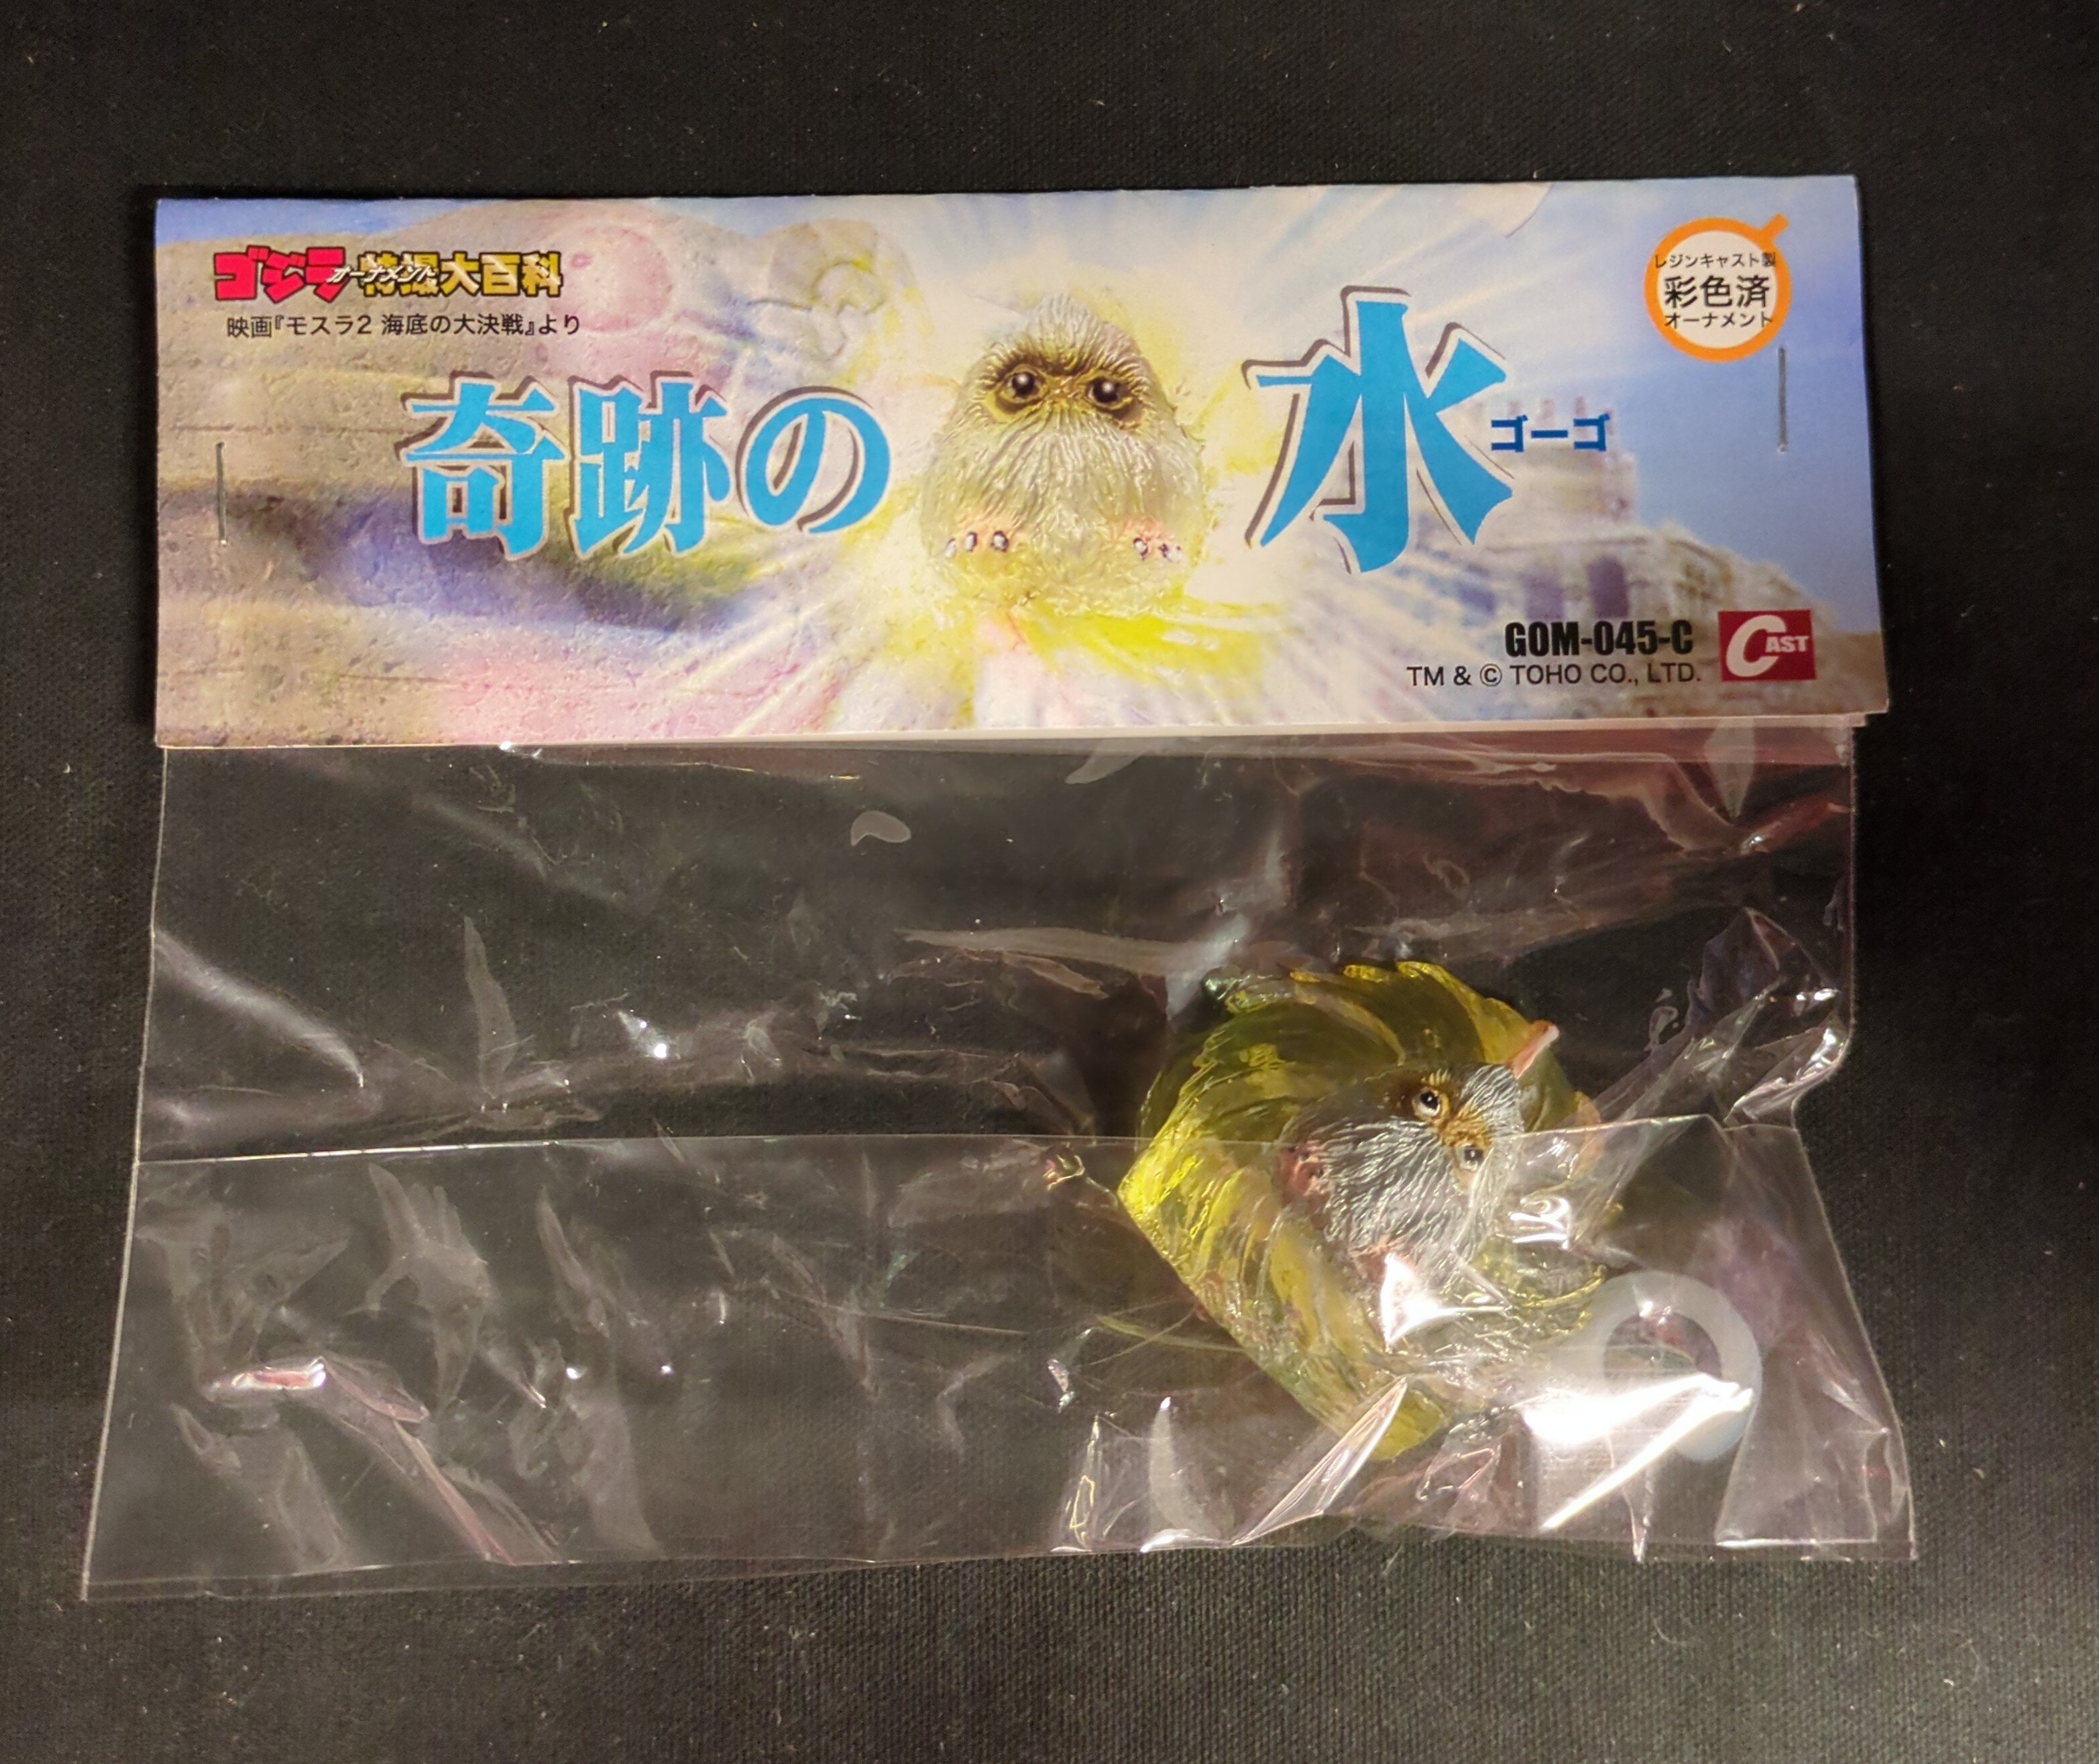 ゴジラオーナメント特撮大百科
映画『モスラ2 海底の大決戦』より
奇跡の水
ゴーゴ
レジンキャスト製
彩色済
オーナメント
GOM-045-C
TM & © TOHO CO., LTD.
CAST